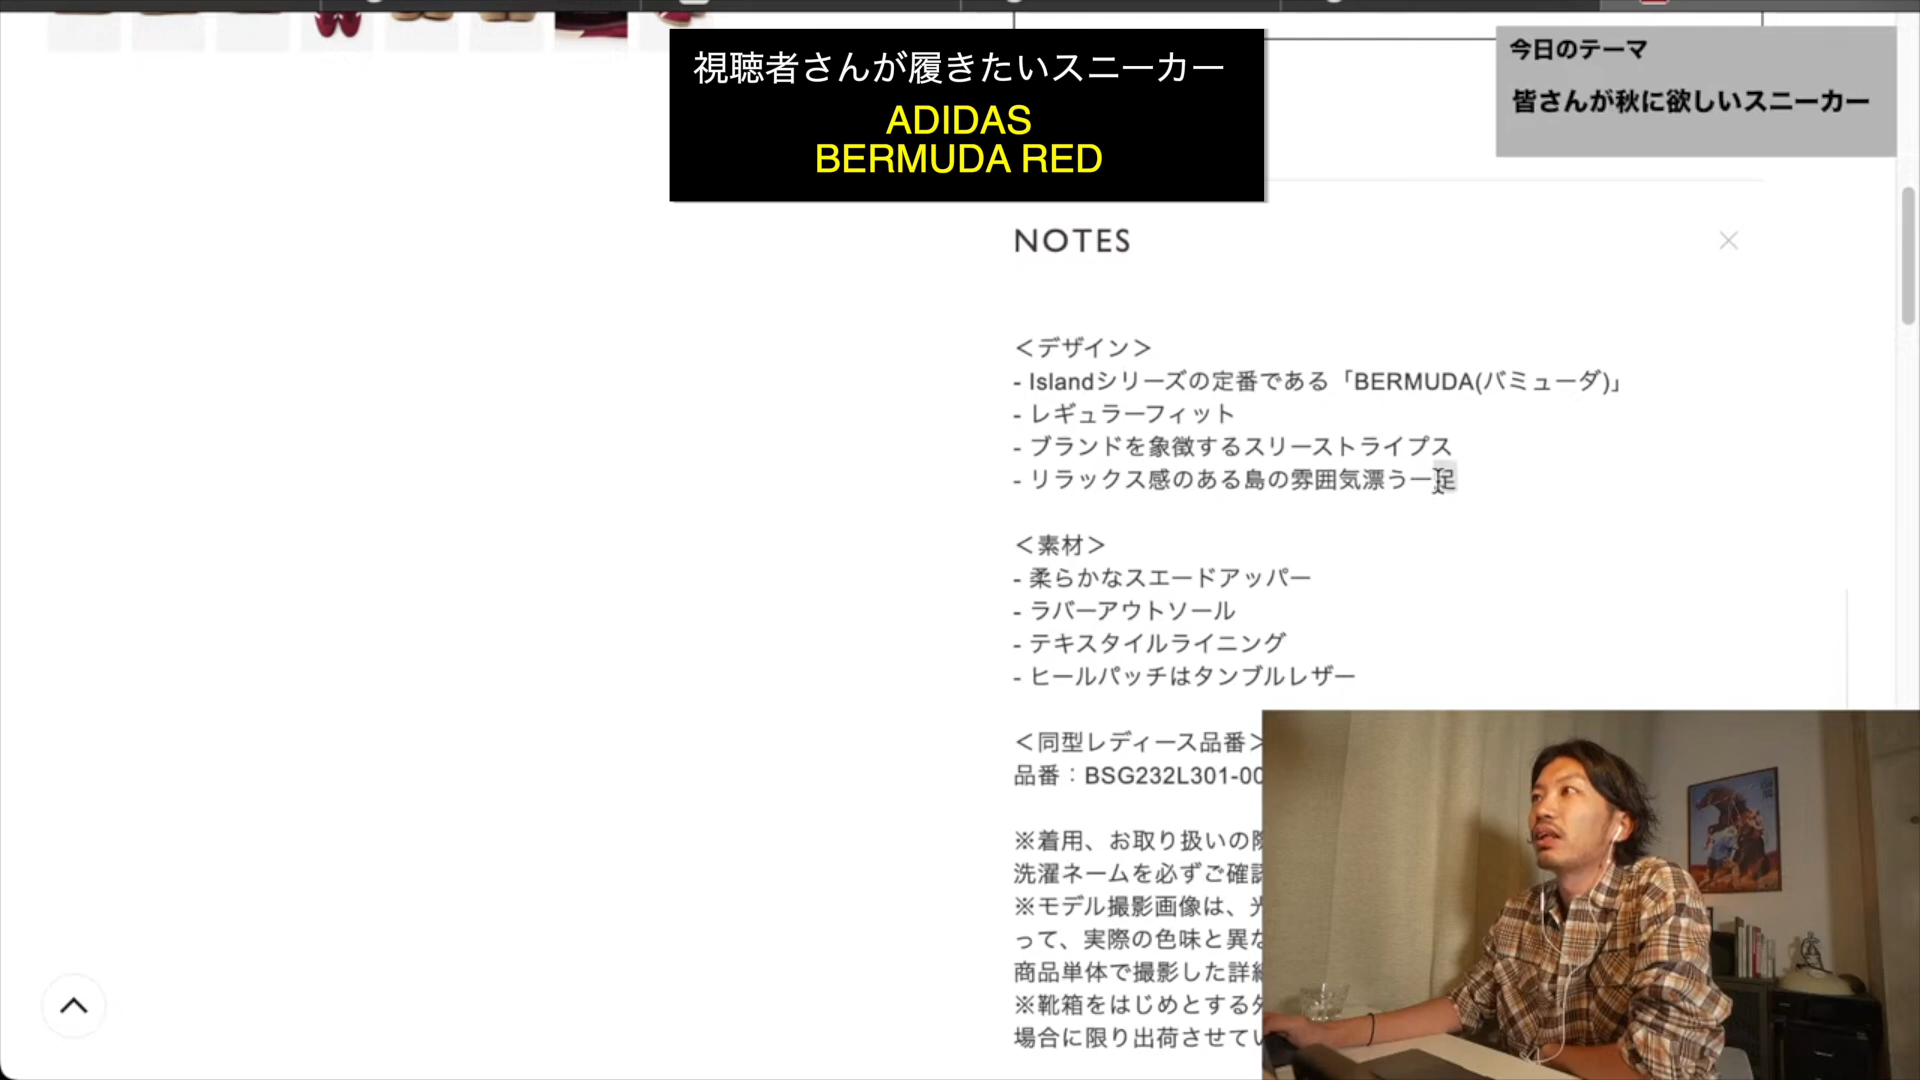 視聴者さんが履きたいスニーカー
ADIDAS
BERMUDA RED
今日のテーマ
皆さんが秋に欲しいスニーカー
NOTES
＜デザイン＞
- Islandシリーズの定番である「BERMUDA(バミューダ)」
- レギュラーフィット
- ブランドを象徴するスリーストライプス
- リラックス感のある島の雰囲気漂う一足
＜素材＞
- 柔らかなスエードアッパー
- ラバーアウトソール
- テキスタイルライニング
- ヒールパッチはタンブルレザー
＜同型レディース品番＞
品番：BSG232L301-00
※着用、お取り扱いの際
洗濯ネームを必ずご確認
※モデル撮影画像は、光
って、実際の色味と異な
商品単体で撮影した詳細
※靴箱をはじめとする外
場合に限り出荷させてい